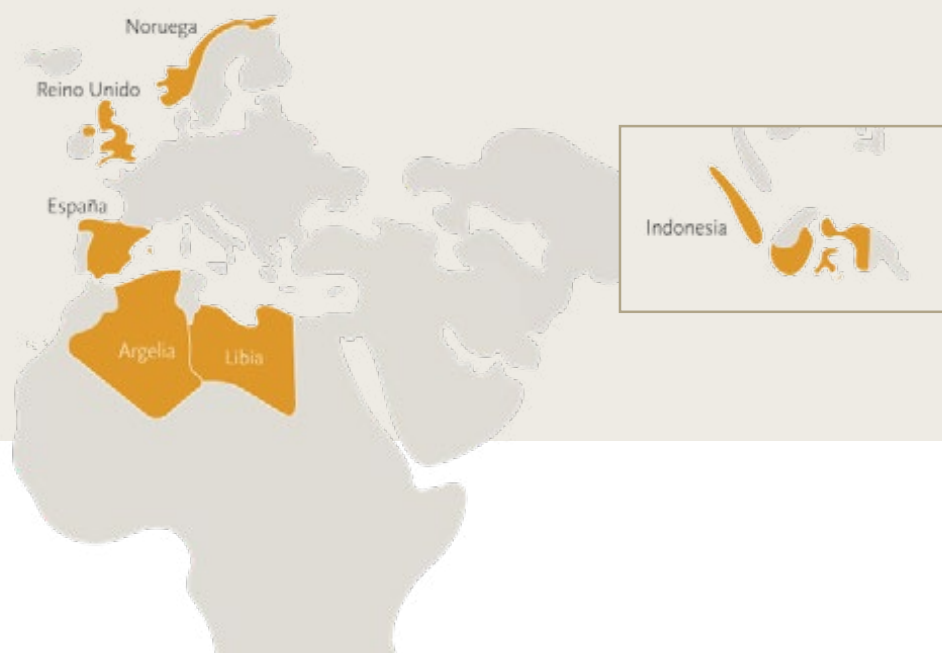 Noruega
Reino Unido
España
Indonesia
Argelia
Libia